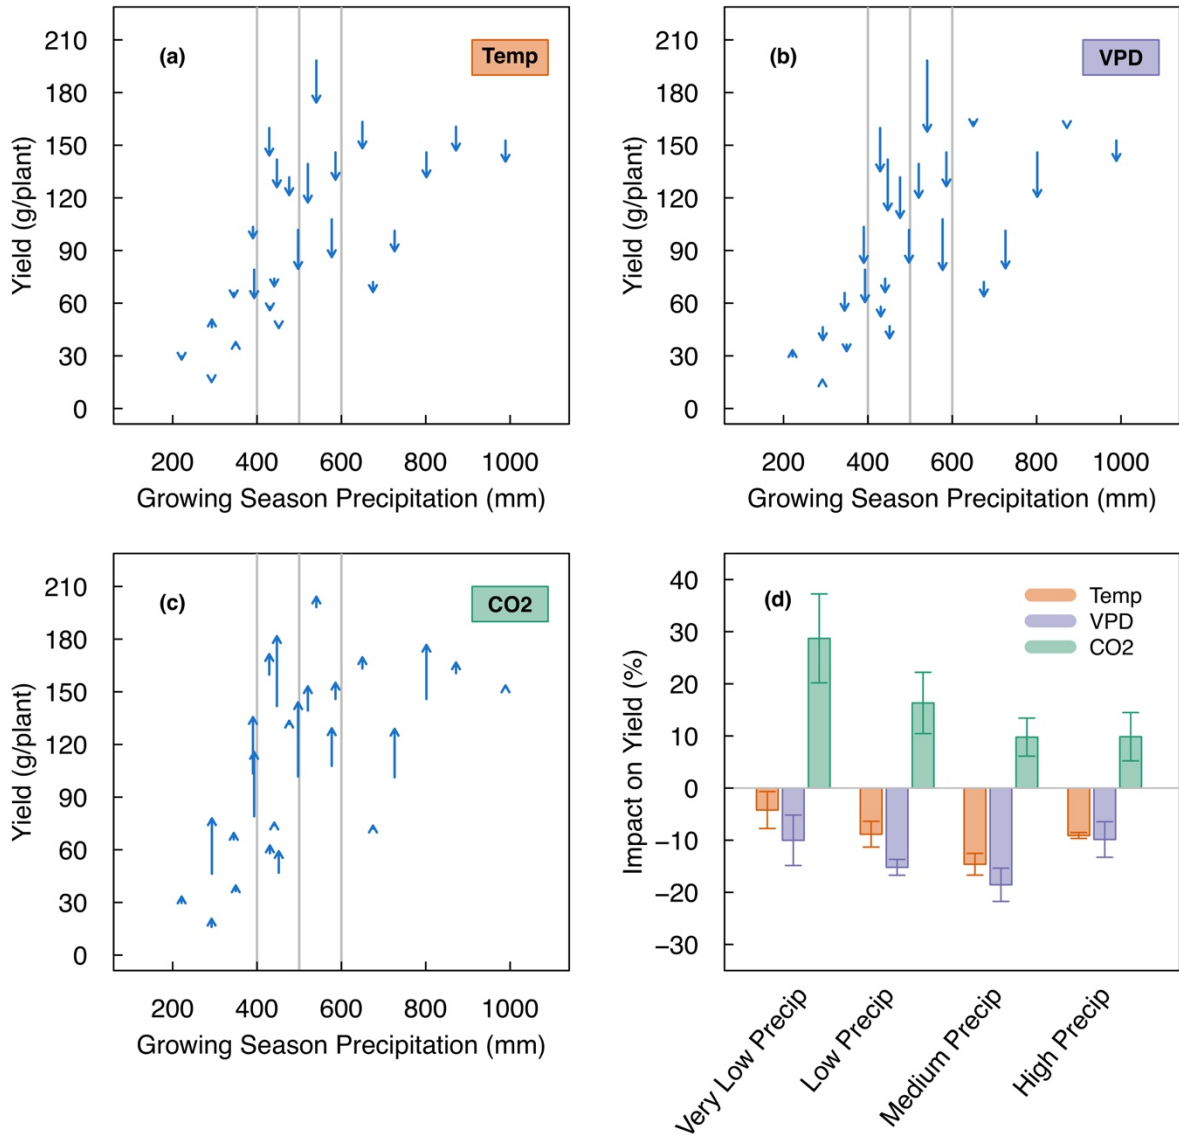 (a)
Temp
210
180
150
120
90
60
30
0
Yield (g/plant)
200 400 600 800 1000
Growing Season Precipitation (mm)
(b)
VPD
210
180
150
120
90
60
30
0
Yield (g/plant)
200 400 600 800 1000
Growing Season Precipitation (mm)
(c)
CO2
210
180
150
120
90
60
30
0
Yield (g/plant)
200 400 600 800 1000
Growing Season Precipitation (mm)
(d)
Temp
VPD
CO2
40
30
20
10
0
−10
−20
−30
Impact on Yield (%)
Very Low Precip
Low Precip
Medium Precip
High Precip